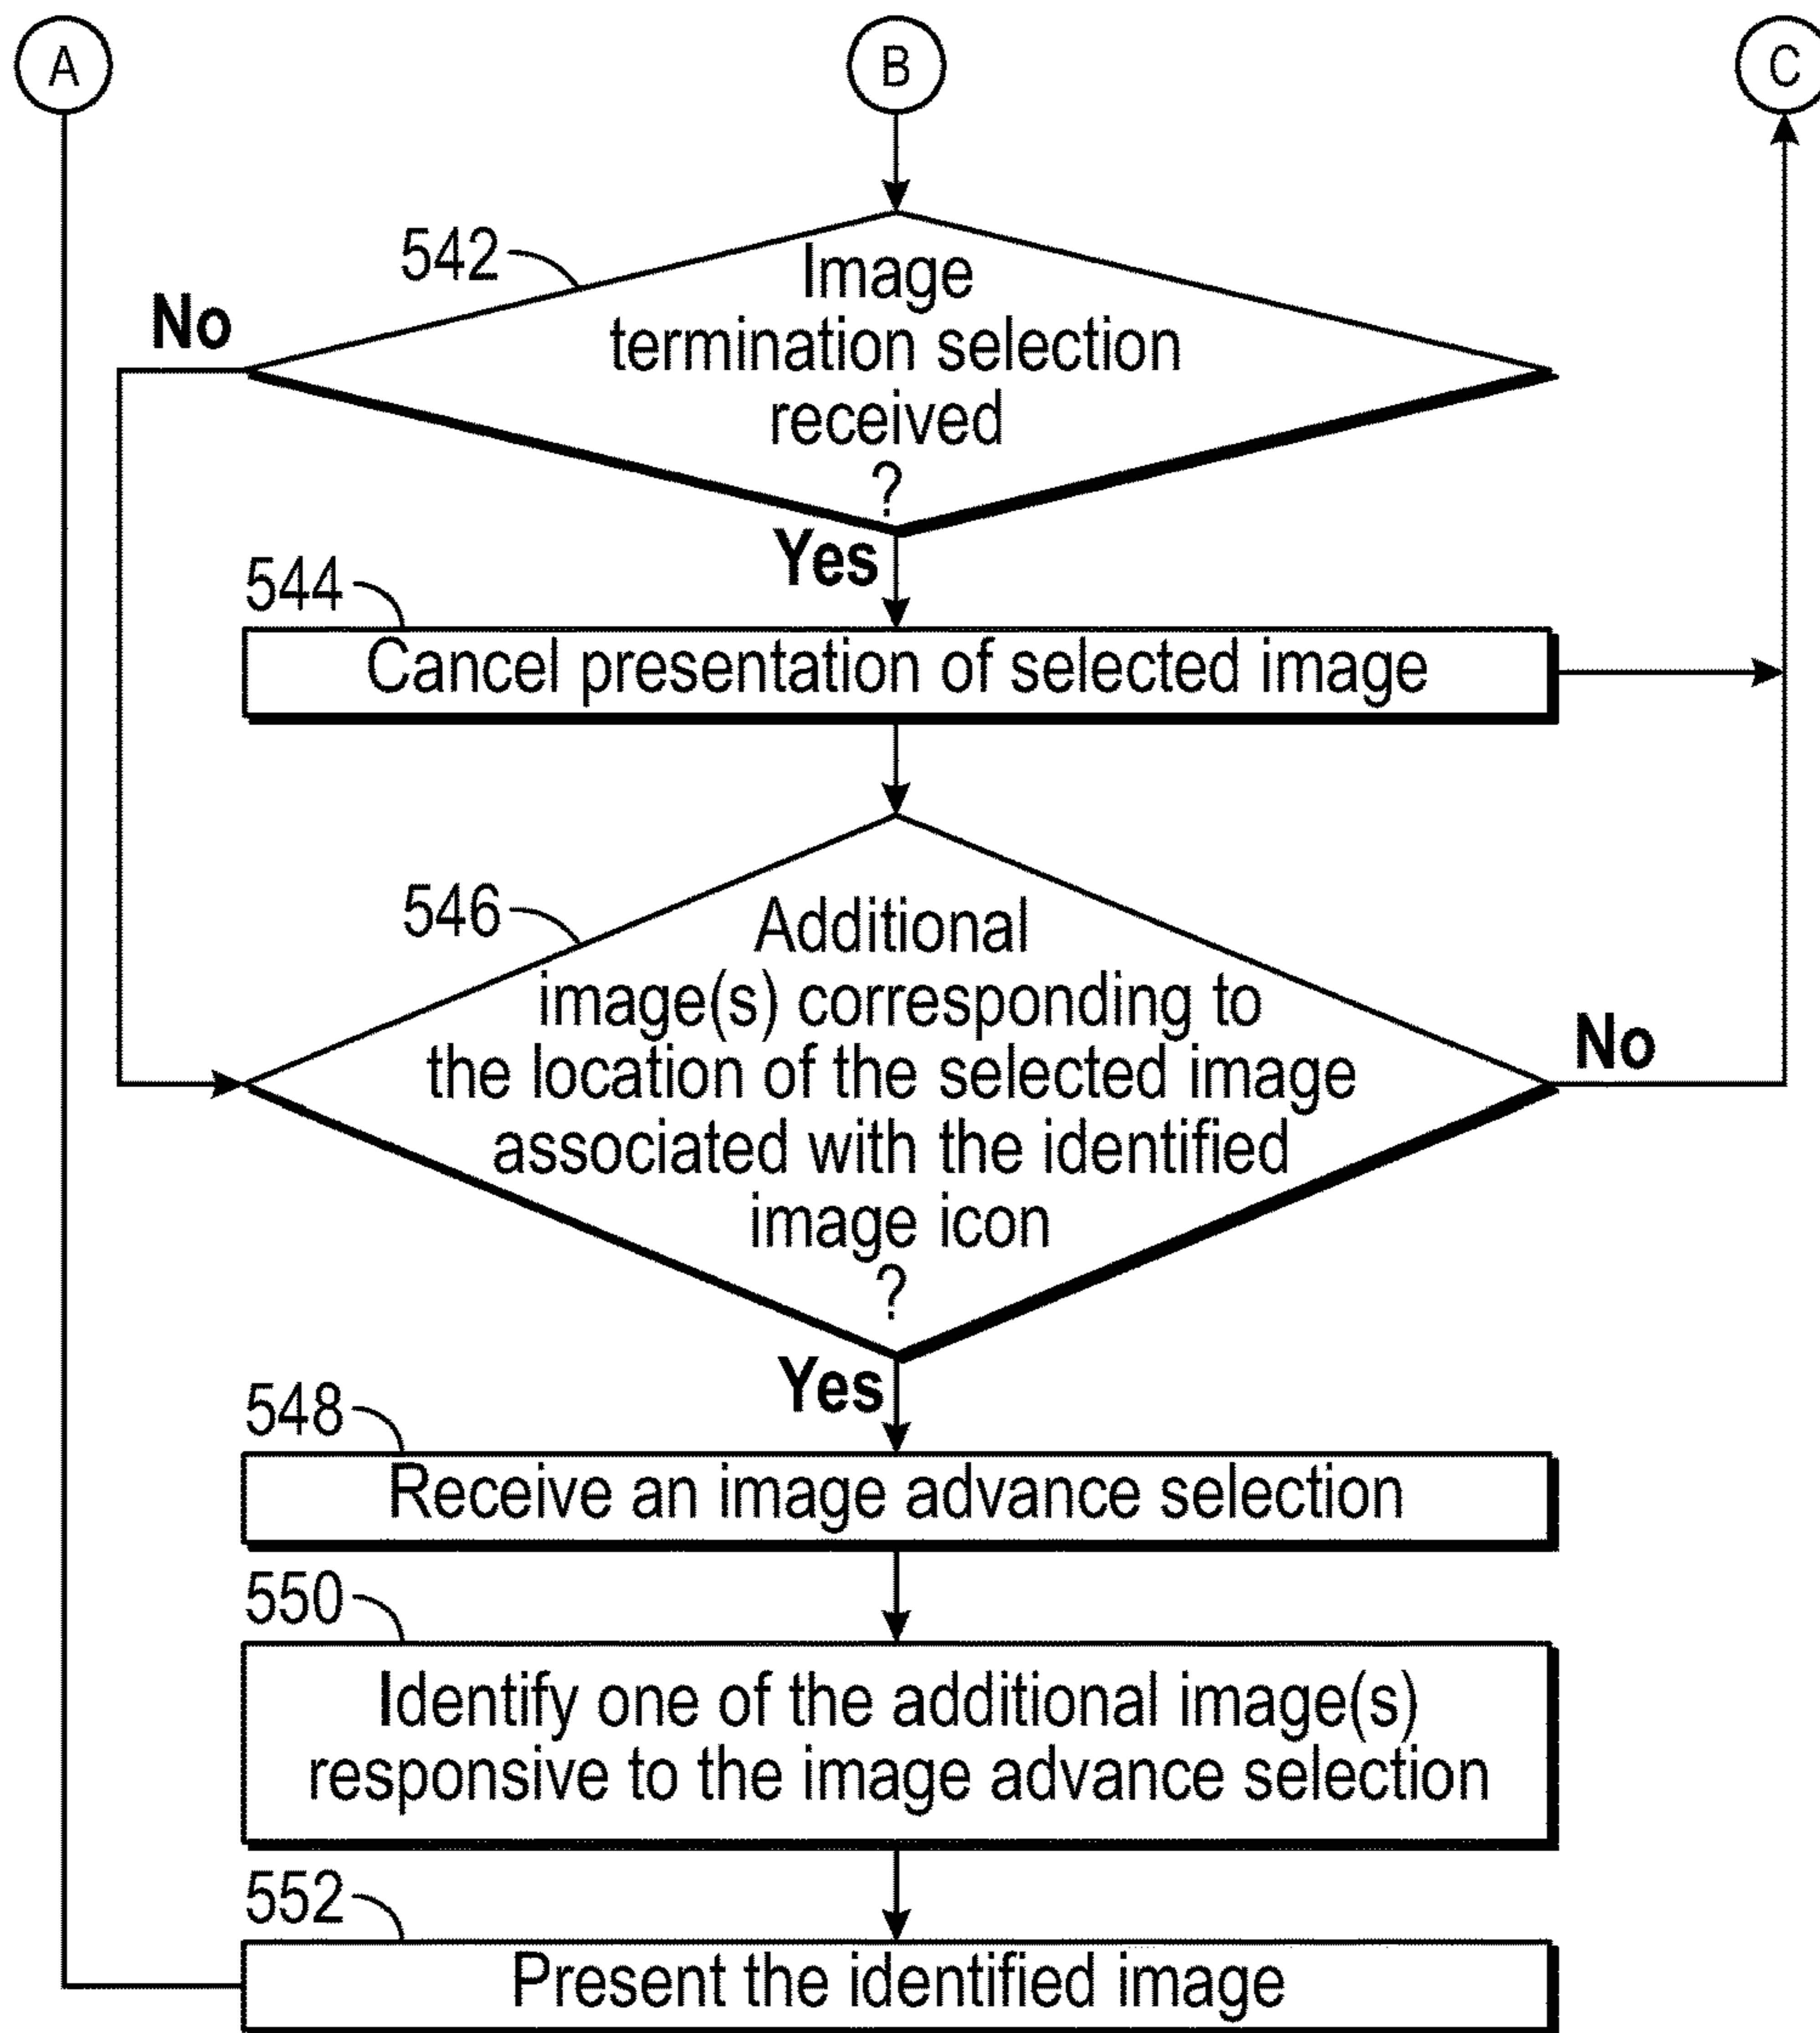 A
B
C
542
No
Image
termination selection
received
?
Yes
544
Cancel presentation of selected image
546
Additional
image(s) corresponding to
the location of the selected image
associated with the identified
image icon
?
No
Yes
548
Receive an image advance selection
550
Identify one of the additional image(s)
responsive to the image advance selection
552
Present the identified image